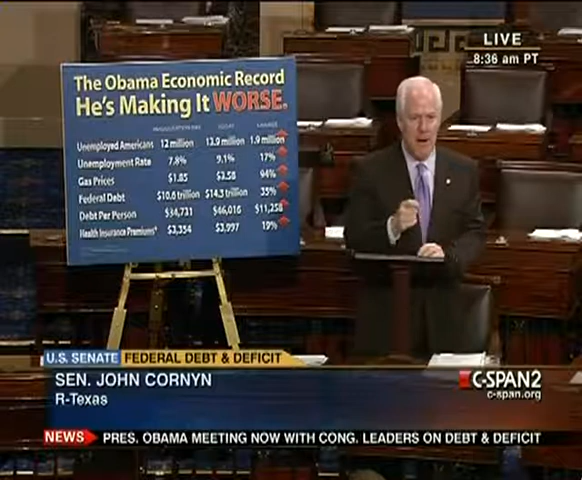 LIVE
8:36 am PT
The Obama Economic Record
He's Making It WORSE.
INAUGURATION DAY TODAY CHANGE
Unemployed Americans 12 million 13.9 million 1.9 million
Unemployment Rate 7.8% 9.1% 17%
Gas Prices $1.85 $3.58 94%
Federal Debt $10.6 trillion $14.3 trillion 35%
Debt Per Person $34,731 $46,016 $11,258
Health Insurance Premiums* $3,354 $3,997 19%
U.S. SENATE FEDERAL DEBT & DEFICIT
SEN. JOHN CORNYN
R-Texas
C-SPAN2
c-span.org
NEWS PRES. OBAMA MEETING NOW WITH CONG. LEADERS ON DEBT & DEFICIT